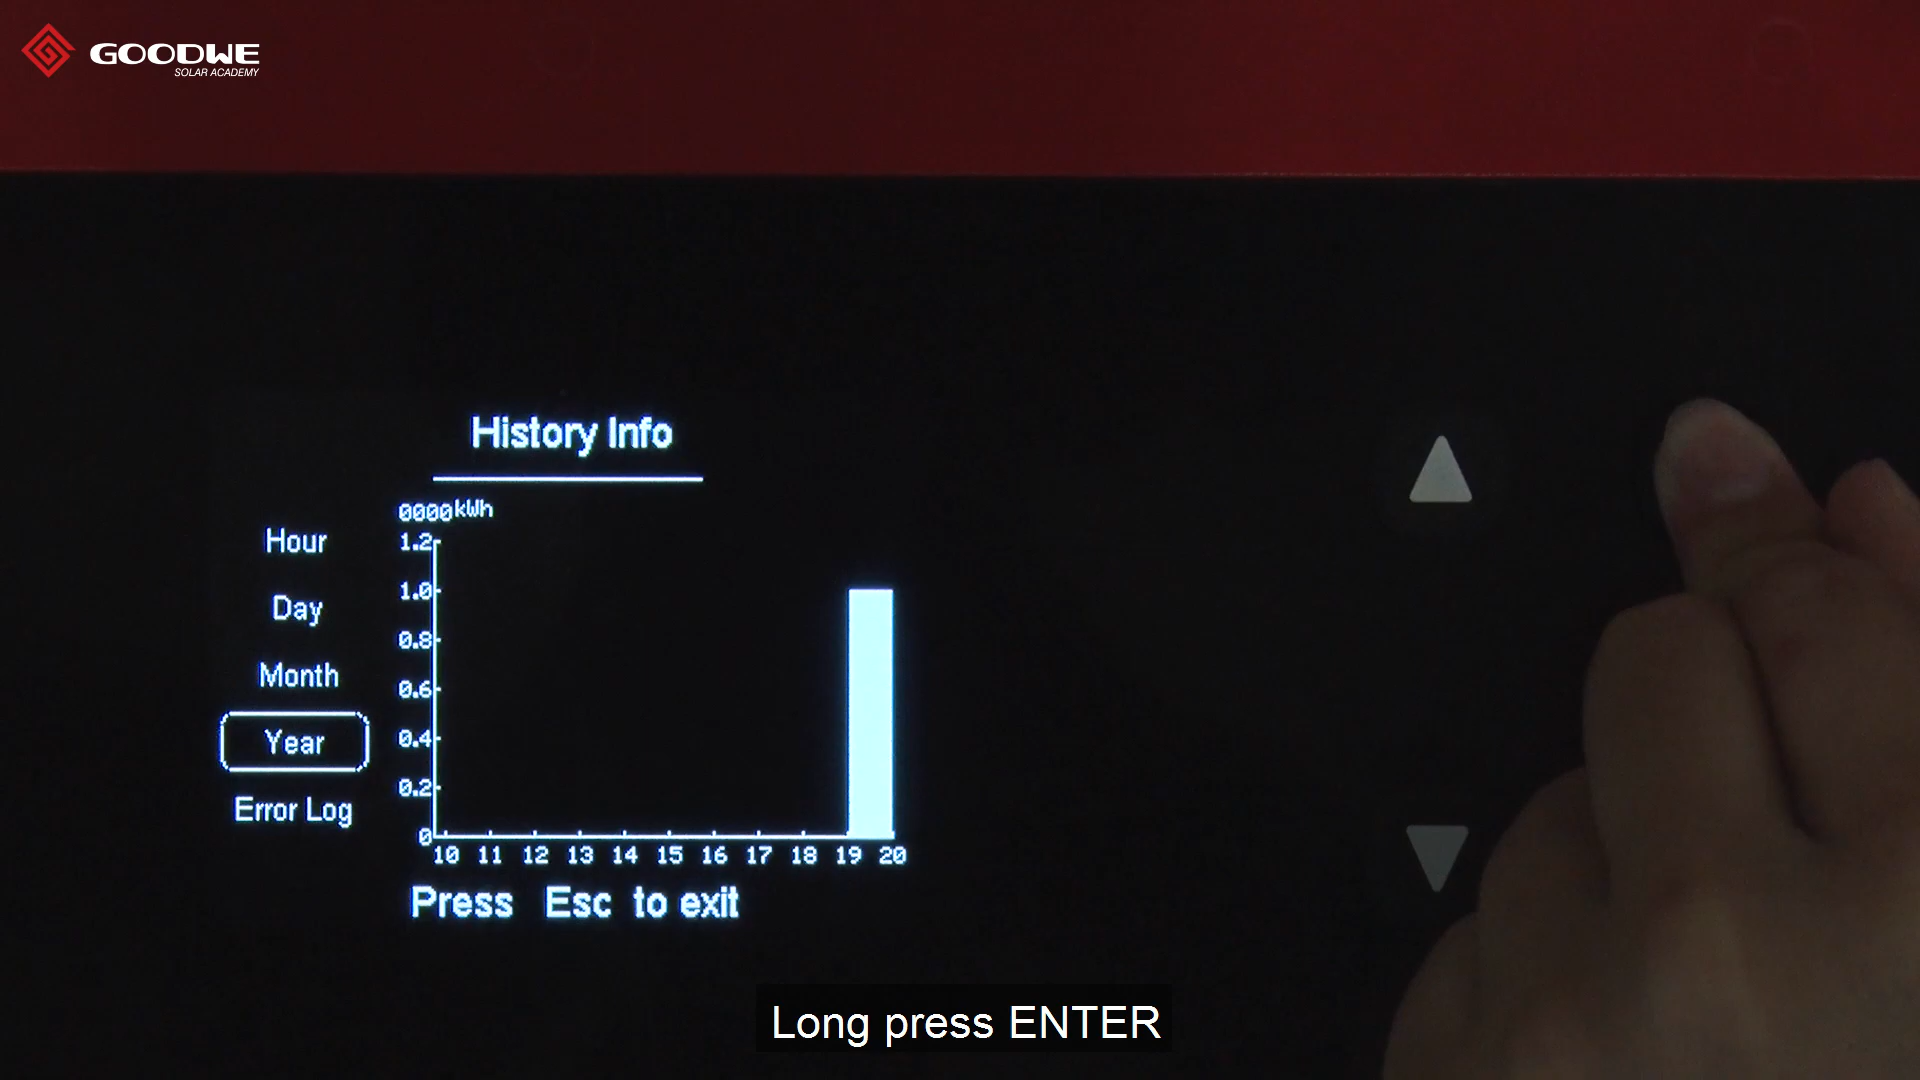 GOODWE
SOLAR ACADEMY
History Info
0000kWh
Hour
Day
Month
Year
Error Log
1.2
1.0
0.8
0.6
0.4
0.2
0
10 11 12 13 14 15 16 17 18 19 20
Press Esc to exit
Long press ENTER